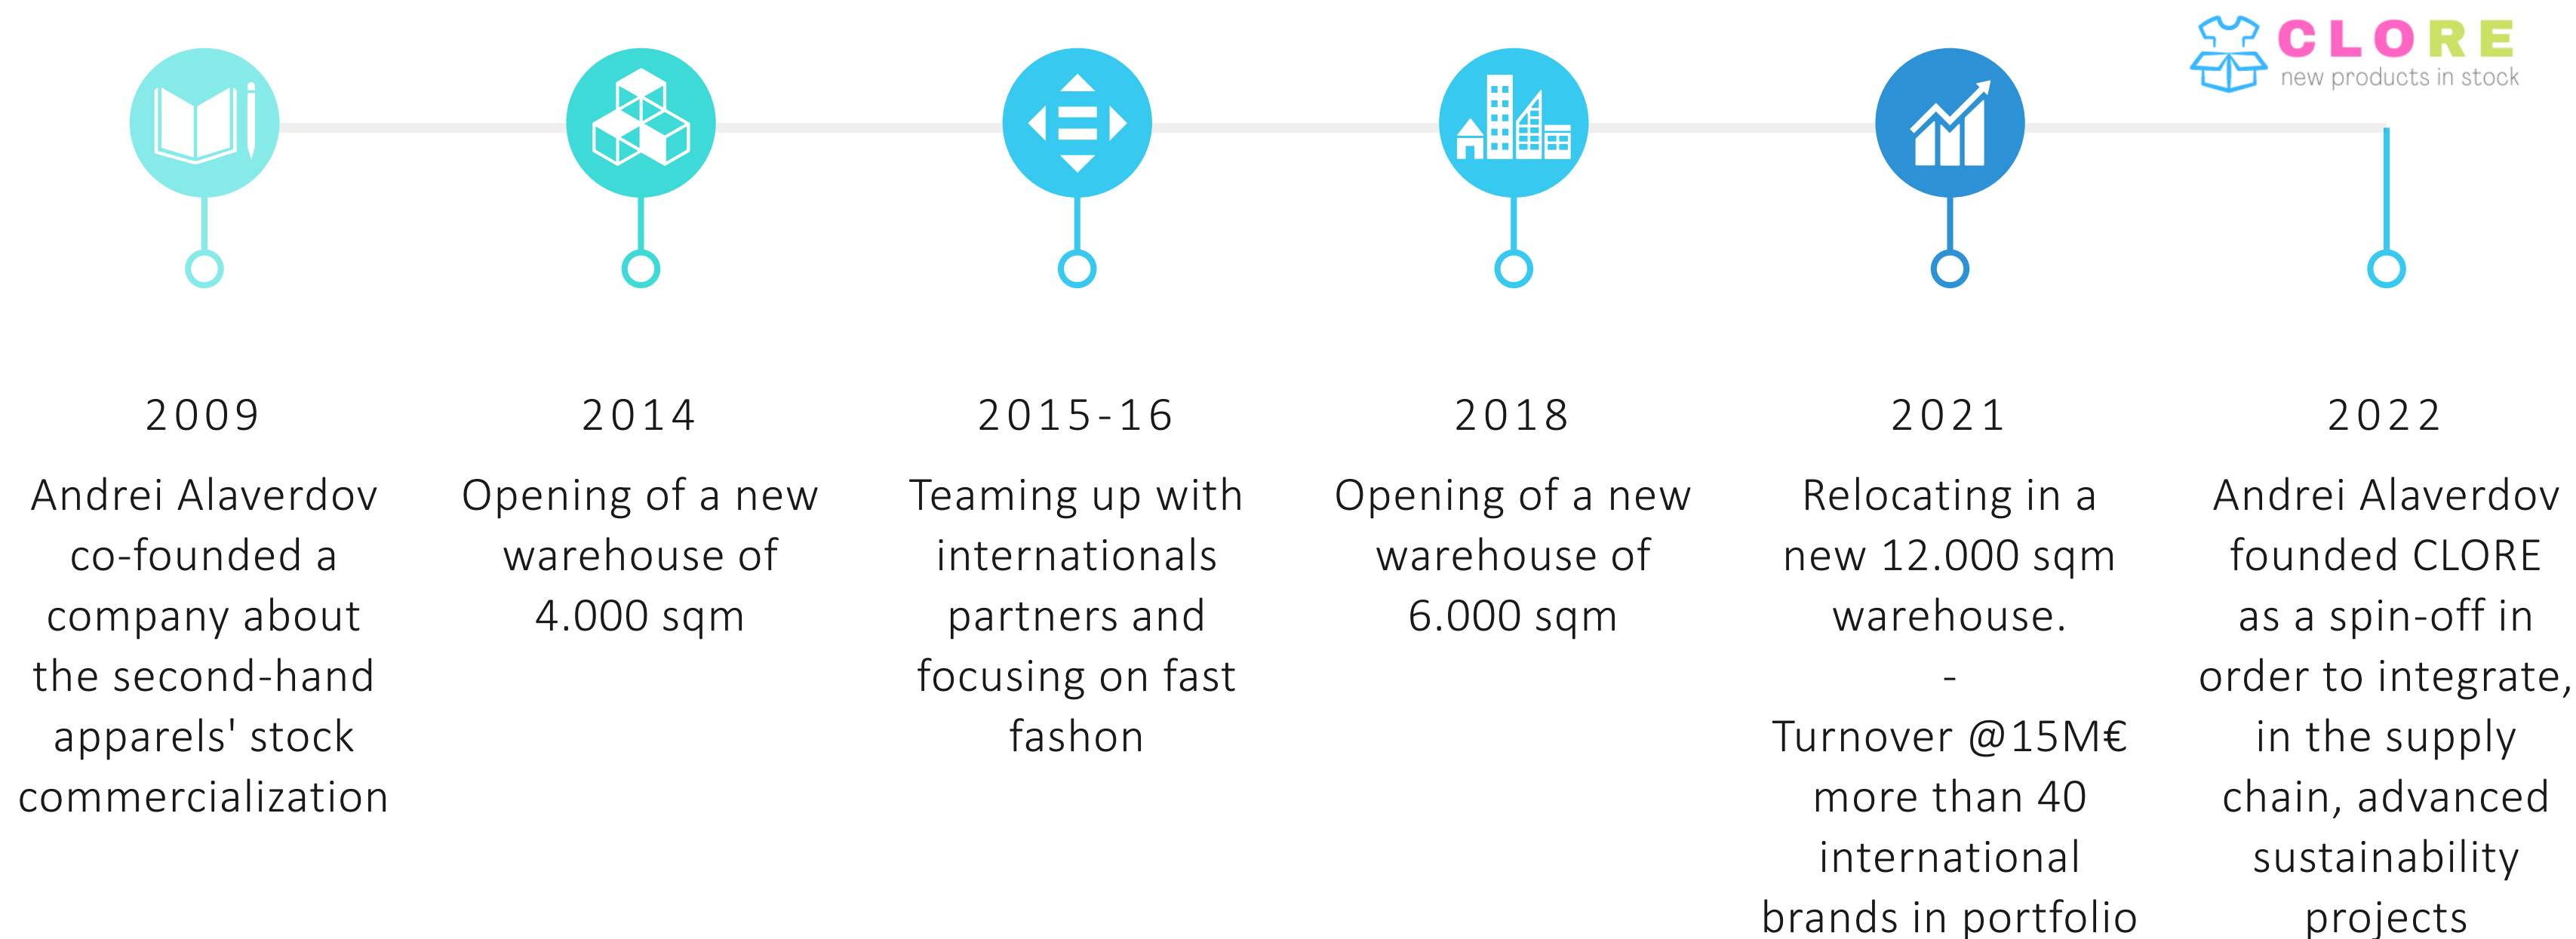 CLORE
new products in stock
2009
Andrei Alaverdov
co-founded a
company about
the second-hand
apparels' stock
commercialization
2014
Opening of a new
warehouse of
4.000 sqm
2015-16
Teaming up with
internationals
partners and
focusing on fast
fashon
2018
Opening of a new
warehouse of
6.000 sqm
2021
Relocating in a
new 12.000 sqm
warehouse.
-
Turnover @15M€
more than 40
international
brands in portfolio
2022
Andrei Alaverdov
founded CLORE
as a spin-off in
order to integrate,
in the supply
chain, advanced
sustainability
projects